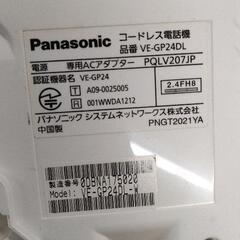 Panasonic コードレス電話機
品番 VE-GP24DL
電源 専用ACアダプター PQLV207JP
認証機器名 VE-GP24
T A09-0025005
R 001WWDA1212
2.4FH8
パナソニック システムネットワークス株式会社
中国製 PNGT2021YA
製造番号 0DBNA175020
Model: VE-GP24DL-W